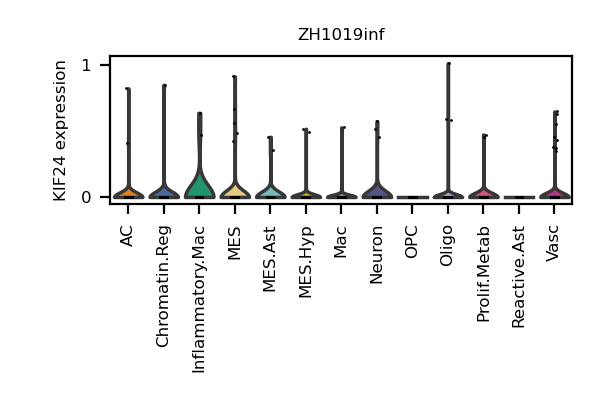 ZH1019inf
KIF24 expression
1
0
AC
Chromatin.Reg
Inflammatory.Mac
MES
MES.Ast
MES.Hyp
Mac
Neuron
OPC
Oligo
Prolif.Metab
Reactive.Ast
Vasc